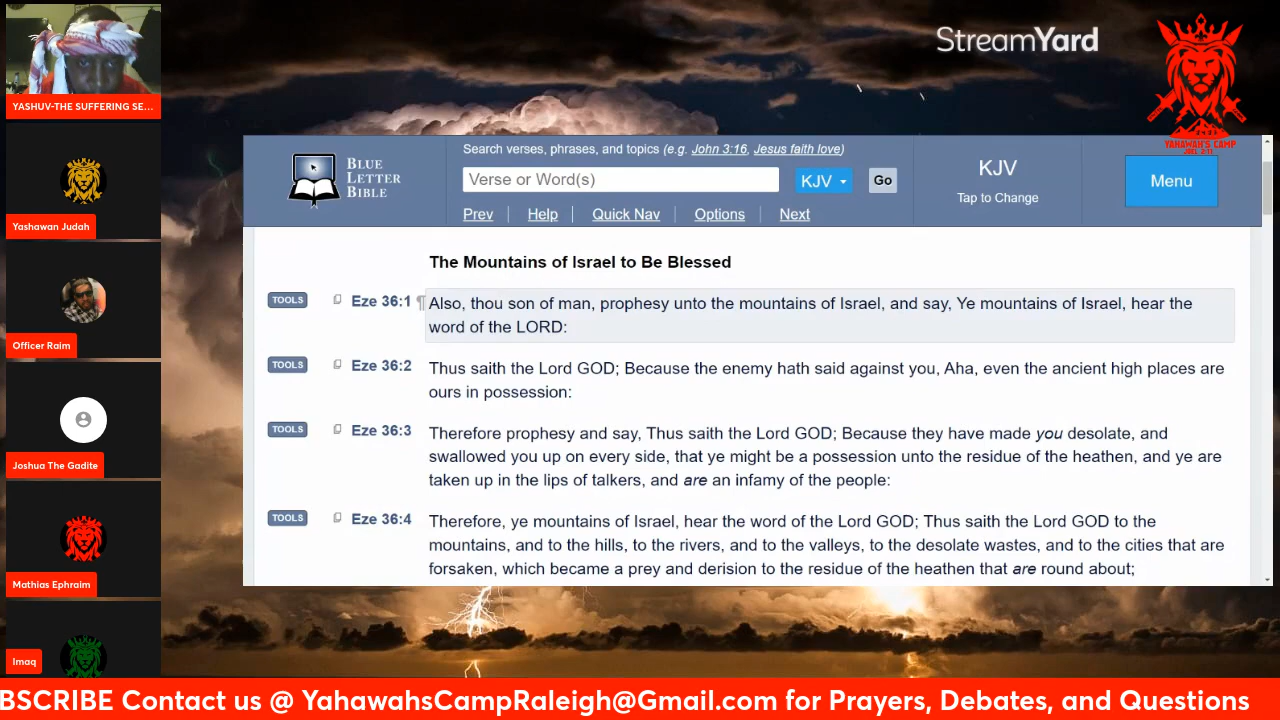 StreamYard
YAHAWAH'S CAMP
JOEL 2:11
YASHUV-THE SUFFERING SE...
Yashawan Judah
Officer Raim
Joshua The Gadite
Mathias Ephraim
Imaq
BLUE
LETTER
BIBLE
Search verses, phrases, and topics (e.g. John 3:16, Jesus faith love)
Verse or Word(s)
KJV
Go
Prev
Help
Quick Nav
Options
Next
KJV
Tap to Change
Menu
The Mountains of Israel to Be Blessed
TOOLS Eze 36:1 ¶ Also, thou son of man, prophesy unto the mountains of Israel, and say, Ye mountains of Israel, hear the
word of the LORD:
TOOLS Eze 36:2 Thus saith the Lord GOD; Because the enemy hath said against you, Aha, even the ancient high places are
ours in possession:
TOOLS Eze 36:3 Therefore prophesy and say, Thus saith the Lord GOD; Because they have made you desolate, and
swallowed you up on every side, that ye might be a possession unto the residue of the heathen, and ye are
taken up in the lips of talkers, and are an infamy of the people:
TOOLS Eze 36:4 Therefore, ye mountains of Israel, hear the word of the Lord GOD; Thus saith the Lord GOD to the
mountains, and to the hills, to the rivers, and to the valleys, to the desolate wastes, and to the cities that are
forsaken, which became a prey and derision to the residue of the heathen that are round about;
BSCRIBE Contact us @ YahawahsCampRaleigh@Gmail.com for Prayers, Debates, and Questions